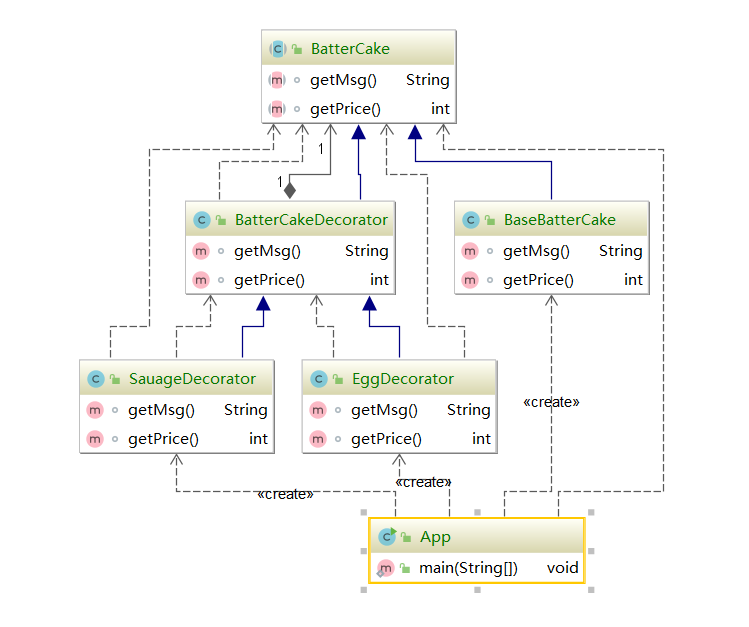 BatterCake
getMsg() String
getPrice() int
1
1
BatterCakeDecorator
getMsg() String
getPrice() int
BaseBatterCake
getMsg() String
getPrice() int
SauageDecorator
getMsg() String
getPrice() int
EggDecorator
getMsg() String
getPrice() int
«create»
«create»
«create»
App
main(String[]) void